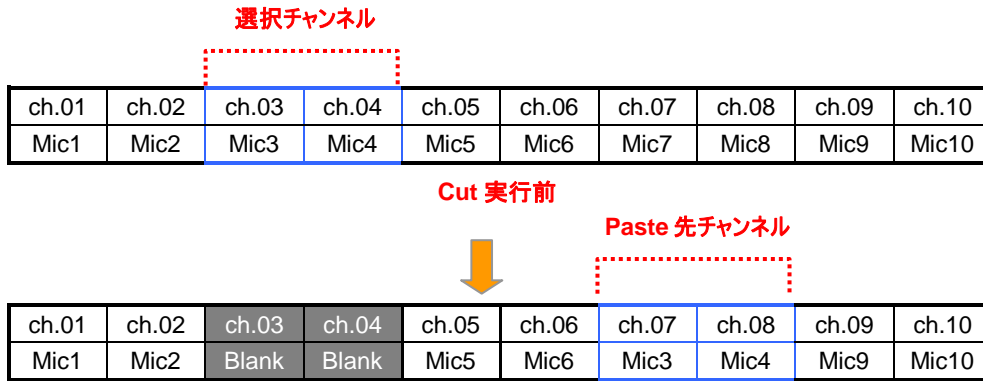 選択チャンネル
ch.01 ch.02 ch.03 ch.04 ch.05 ch.06 ch.07 ch.08 ch.09 ch.10
Mic1 Mic2 Mic3 Mic4 Mic5 Mic6 Mic7 Mic8 Mic9 Mic10
Cut 実行前
Paste 先チャンネル
ch.01 ch.02 ch.03 ch.04 ch.05 ch.06 ch.07 ch.08 ch.09 ch.10
Mic1 Mic2 Blank Blank Mic5 Mic6 Mic3 Mic4 Mic9 Mic10